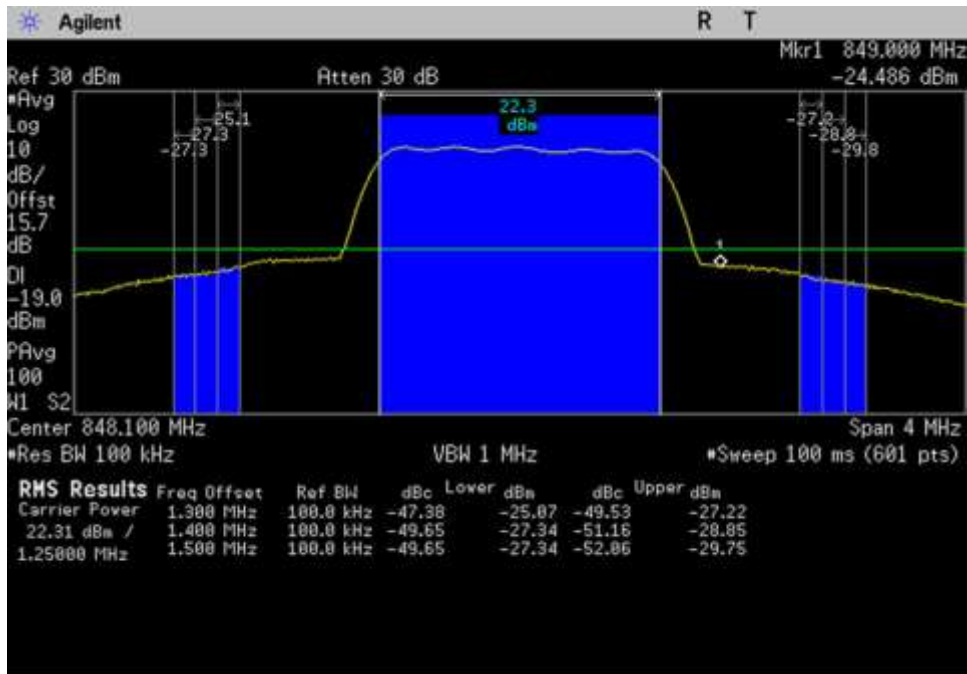 Agilent R T
Mkr1 849.000 MHz
Ref 30 dBm Atten 30 dB -24.486 dBm
#Avg
Log
10
dB/
Offst
15.7
dB
DI
-19.0
dBm
PAvg
100
W1 S2
22.3
dBm
-25.1
-27.3
-27.3
-27.2
-28.8
-29.8
1
Center 848.100 MHz Span 4 MHz
#Res BW 100 kHz VBW 1 MHz #Sweep 100 ms (601 pts)
RMS Results Freq Offset Ref BW dBc Lower dBm dBc Upper dBm
Carrier Power 1.300 MHz 100.0 kHz -47.38 -25.07 -49.53 -27.22
22.31 dBm / 1.400 MHz 100.0 kHz -49.65 -27.34 -51.16 -28.85
1.25000 MHz 1.500 MHz 100.0 kHz -49.65 -27.34 -52.06 -29.75